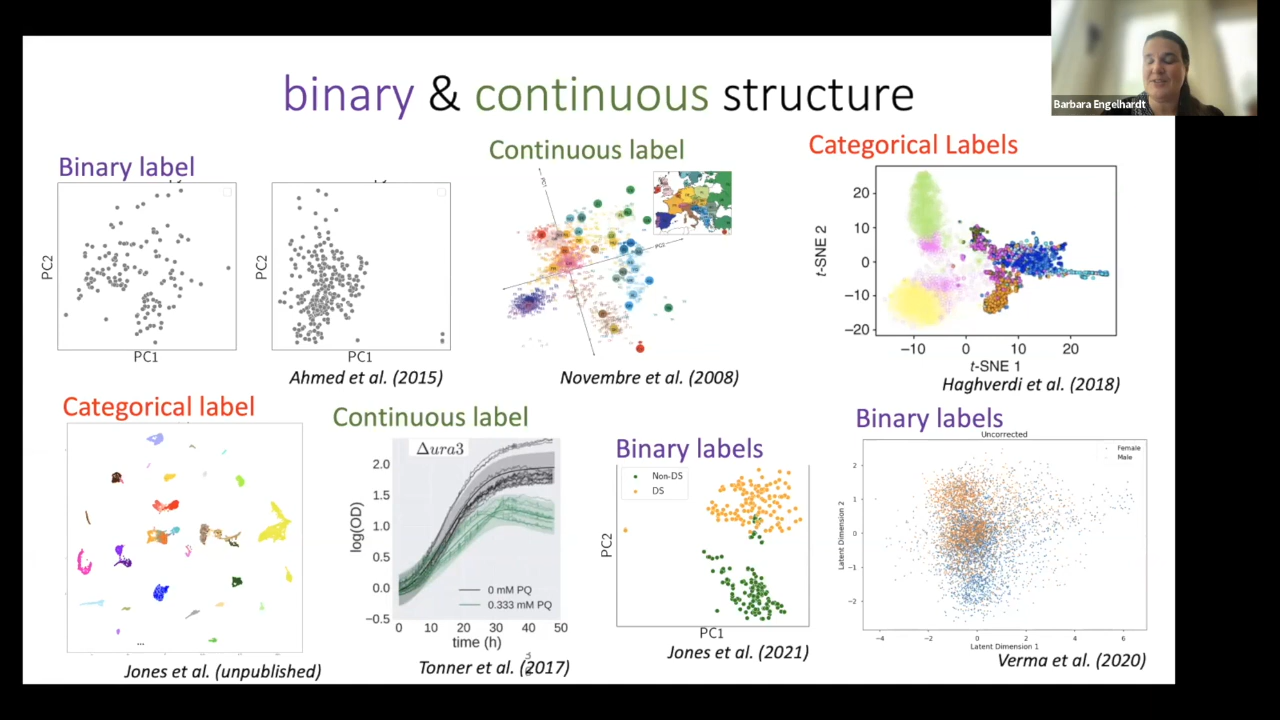 binary & continuous structure
Barbara Engelhardt
Binary label
Continuous label
Categorical Labels
PC2
PC1
PC2
PC1
Ahmed et al. (2015)
PC1
PC2
Novembre et al. (2008)
20
10
0
−10
−20
t-SNE 2
−10
0
10
20
t-SNE 1
Haghverdi et al. (2018)
Categorical label
...
Jones et al. (unpublished)
Continuous label
Δura3
2.0
1.5
1.0
0.5
0.0
−0.5
log(OD)
0 mM PQ
0.333 mM PQ
0
10
20
30
40
50
time (h)
Tonner et al. (2017)
Binary labels
Non-DS
DS
PC2
PC1
Jones et al. (2021)
Binary labels
Uncorrected
Female
Male
2
1
0
−1
−2
Latent Dimension 2
−4
−2
0
2
4
6
Latent Dimension 1
Verma et al. (2020)